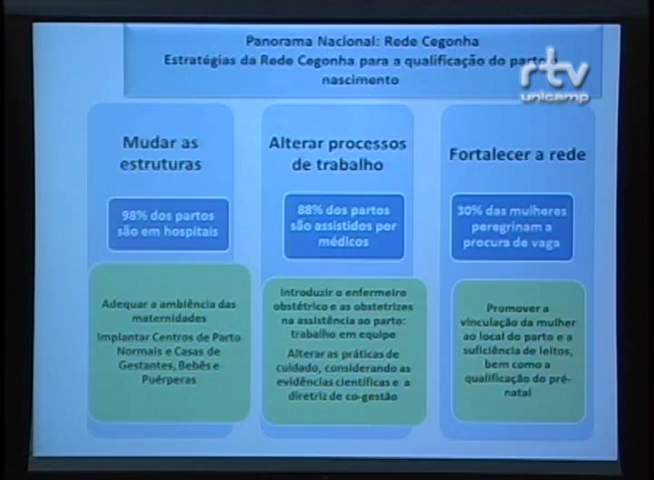 Panorama Nacional: Rede Cegonha
Estratégias da Rede Cegonha para a qualificação do parto e
nascimento
rtv
unicamp
Mudar as
estruturas
98% dos partos
são em hospitais
Adequar a ambiência das
maternidades
Implantar Centros de Parto
Normais e Casas de
Gestantes, Bebês e
Puérperas
Alterar processos
de trabalho
88% dos partos
são assistidos por
médicos
Introduzir o enfermeiro
obstétrico e as obstetrizes
na assistência ao parto:
trabalho em equipe
Alterar as práticas de
cuidado, considerando as
evidências científicas e a
diretriz de co-gestão
Fortalecer a rede
30% das mulheres
peregrinam a
procura de vaga
Promover a
vinculação da mulher
ao local do parto e a
suficiência de leitos,
bem como a
qualificação do pré-
natal